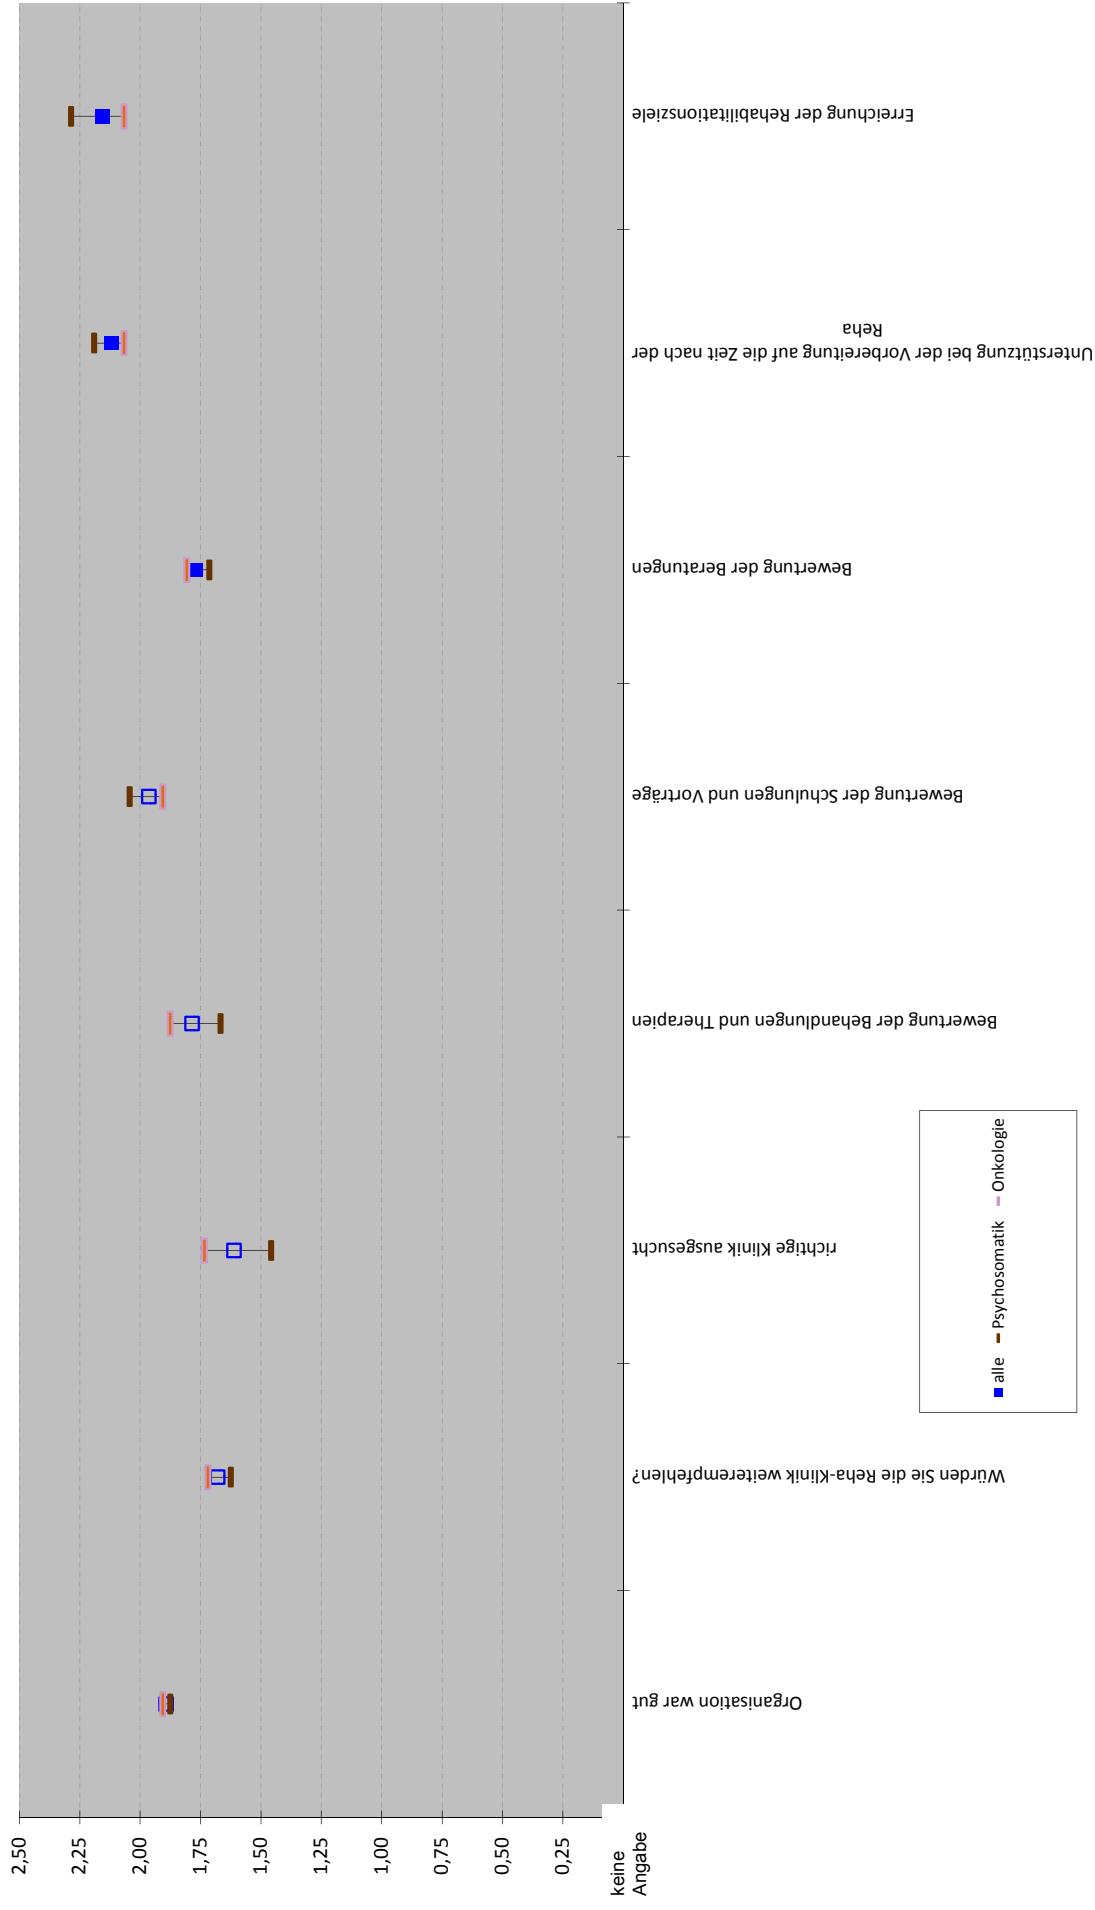 2,50
2,25
2,00
1,75
1,50
1,25
1,00
0,75
0,50
0,25
keine
Angabe
Organisation war gut
Würden Sie die Reha-Klinik weiterempfehlen?
richtige Klinik ausgesucht
Bewertung der Behandlungen und Therapien
Bewertung der Schulungen und Vorträge
Bewertung der Beratungen
Unterstützung bei der Vorbereitung auf die Zeit nach der
Reha
Erreichung der Rehabilitationsziele
alle Psychosomatik Onkologie